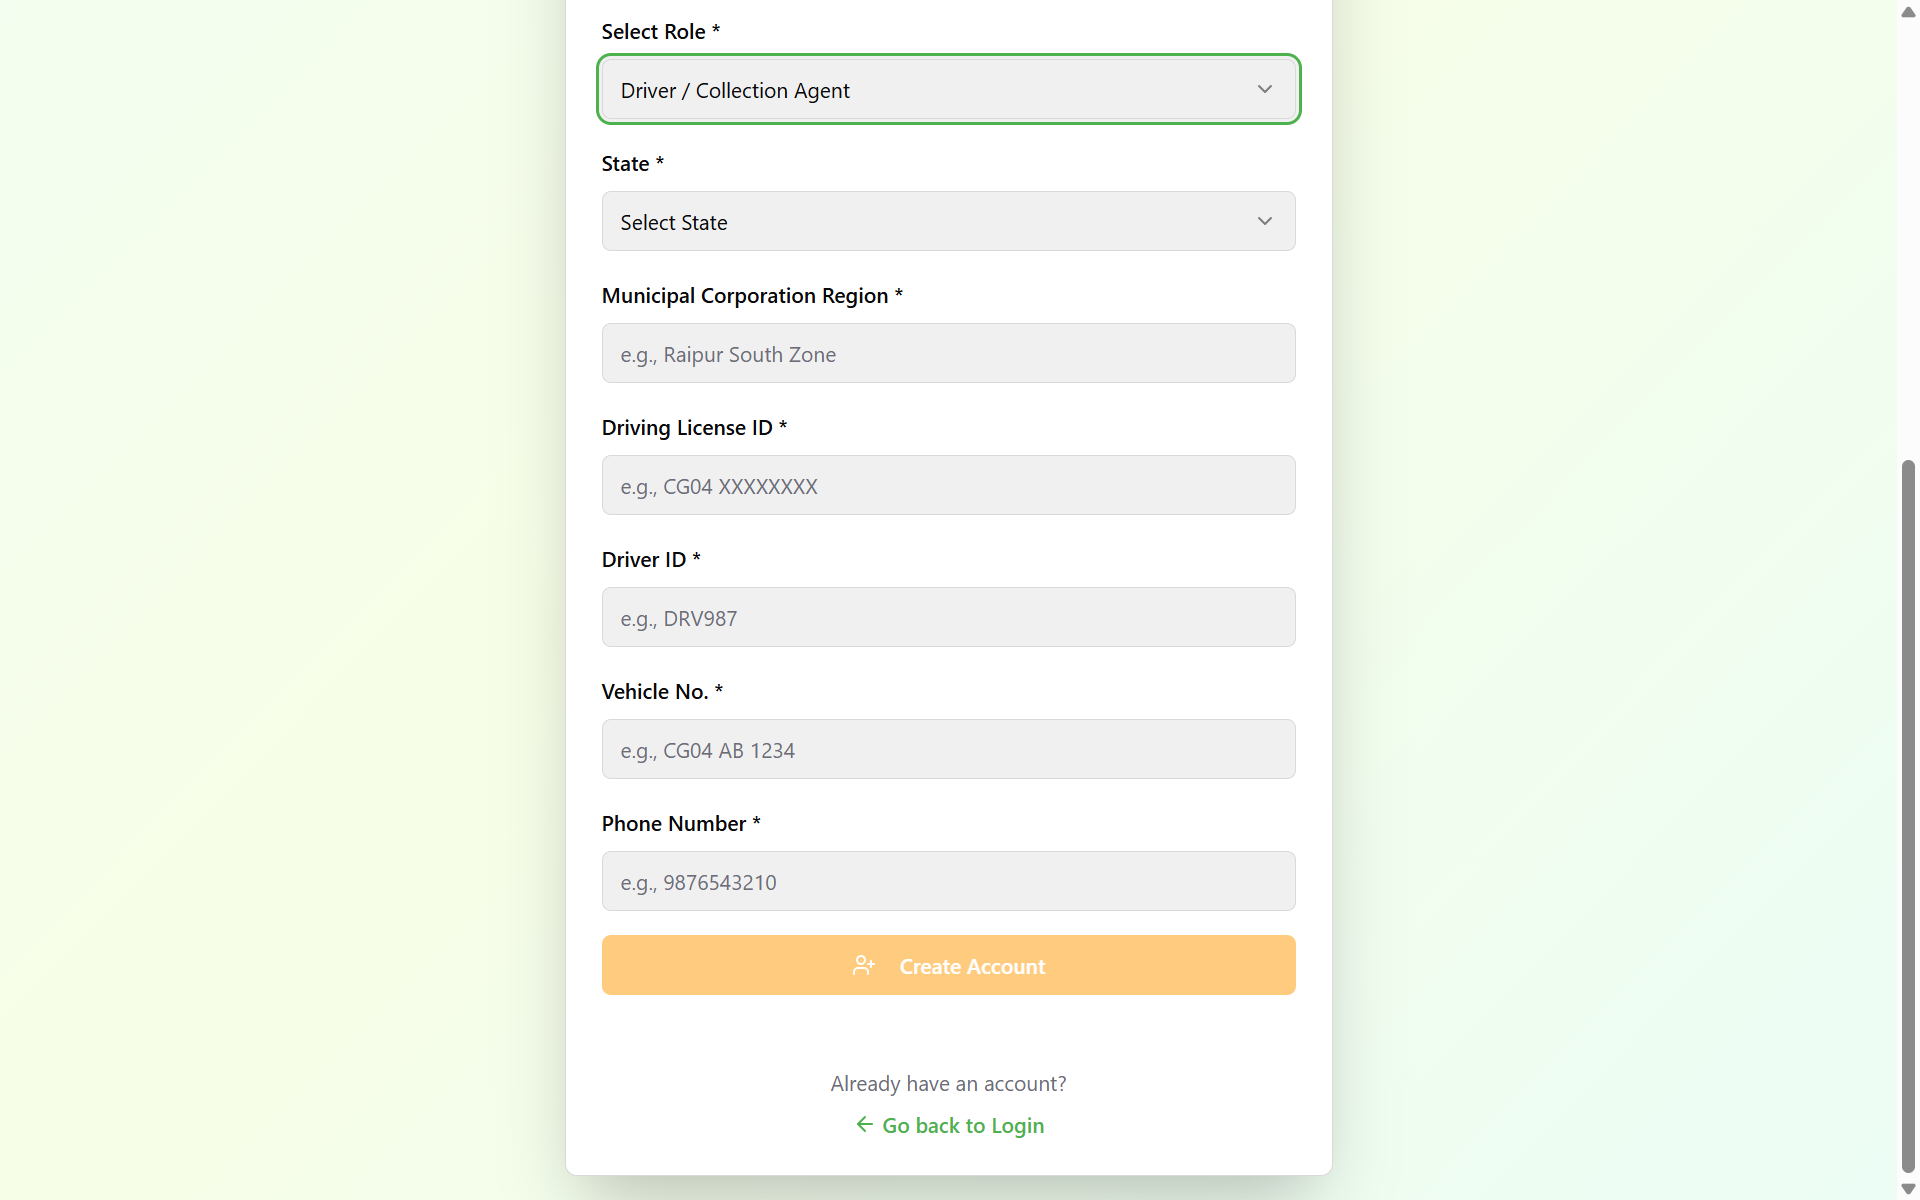 Select Role *
Driver / Collection Agent
State *
Select State
Municipal Corporation Region *
e.g., Raipur South Zone
Driving License ID *
e.g., CG04 XXXXXXXX
Driver ID *
e.g., DRV987
Vehicle No. *
e.g., CG04 AB 1234
Phone Number *
e.g., 9876543210
Create Account
Already have an account?
Go back to Login